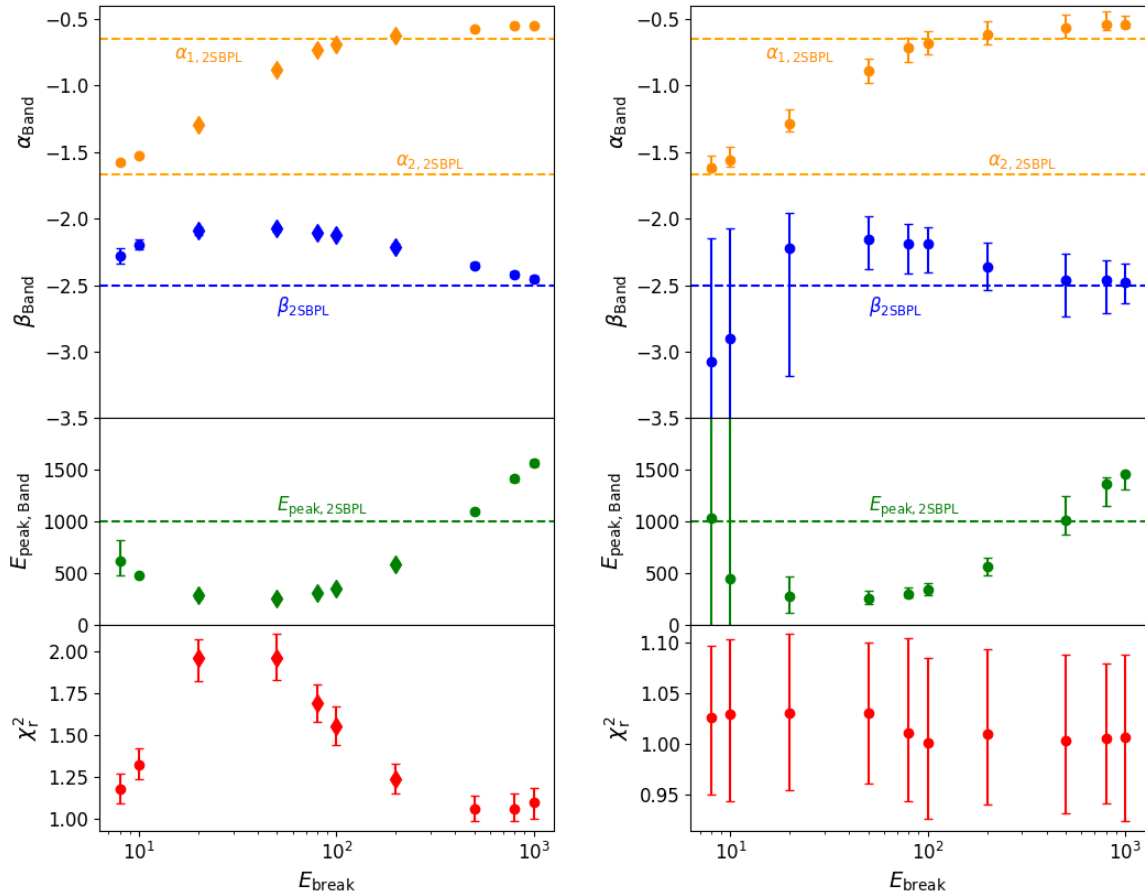 −0.5
α1, 2SBPL
−1.0
αBand
−1.5
α2, 2SBPL
−2.0
−2.5
β2SBPL
βBand
−3.0
−3.5
1500
Epeak, 2SBPL
1000
Epeak, Band
500
0
2.00
1.75
χr2
1.50
1.25
1.00
10^1
10^2
10^3
Ebreak
−0.5
α1, 2SBPL
−1.0
αBand
−1.5
α2, 2SBPL
−2.0
−2.5
β2SBPL
βBand
−3.0
−3.5
1500
Epeak, 2SBPL
1000
Epeak, Band
500
0
1.10
1.05
χr2
1.00
0.95
10^1
10^2
10^3
Ebreak